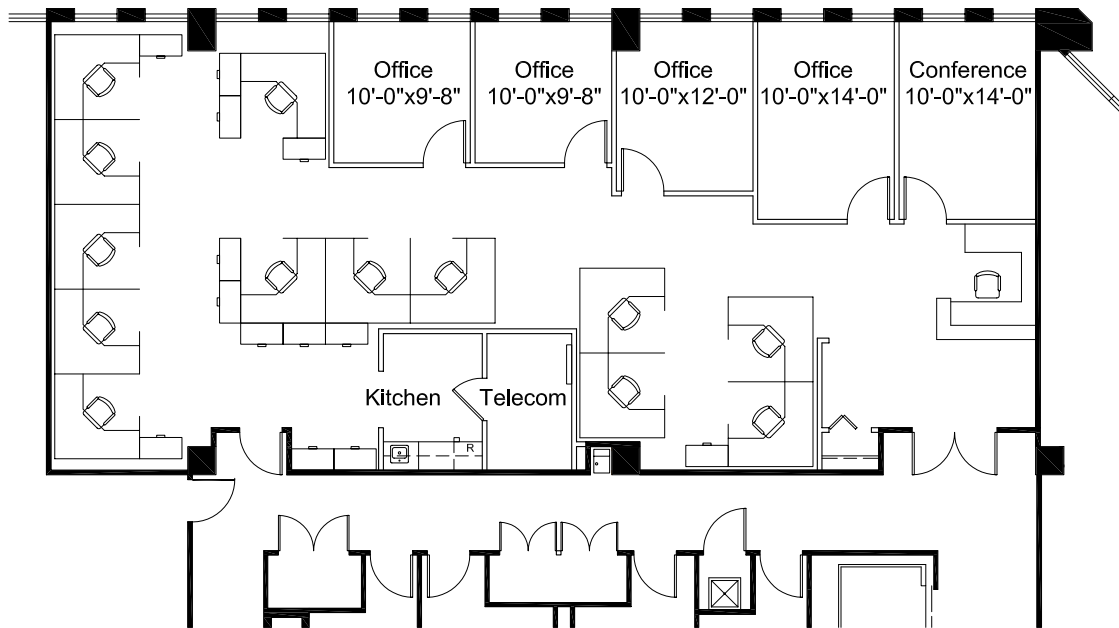 Office
10'-0"x9'-8"
Office
10'-0"x9'-8"
Office
10'-0"x12'-0"
Office
10'-0"x14'-0"
Conference
10'-0"x14'-0"
Kitchen
Telecom
R